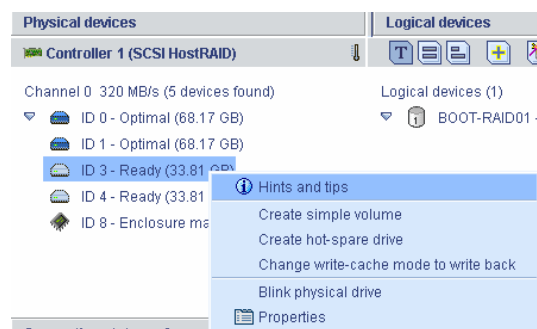 Physical devices
Logical devices
Controller 1 (SCSI HostRAID)
Channel 0 320 MB/s (5 devices found)
Logical devices (1)
ID 0 - Optimal (68.17 GB)
BOOT-RAID01 -
ID 1 - Optimal (68.17 GB)
ID 3 - Ready (33.81 GB)
Hints and tips
ID 4 - Ready (33.81
Create simple volume
ID 8 - Enclosure ma
Create hot-spare drive
Change write-cache mode to write back
Blink physical drive
Properties